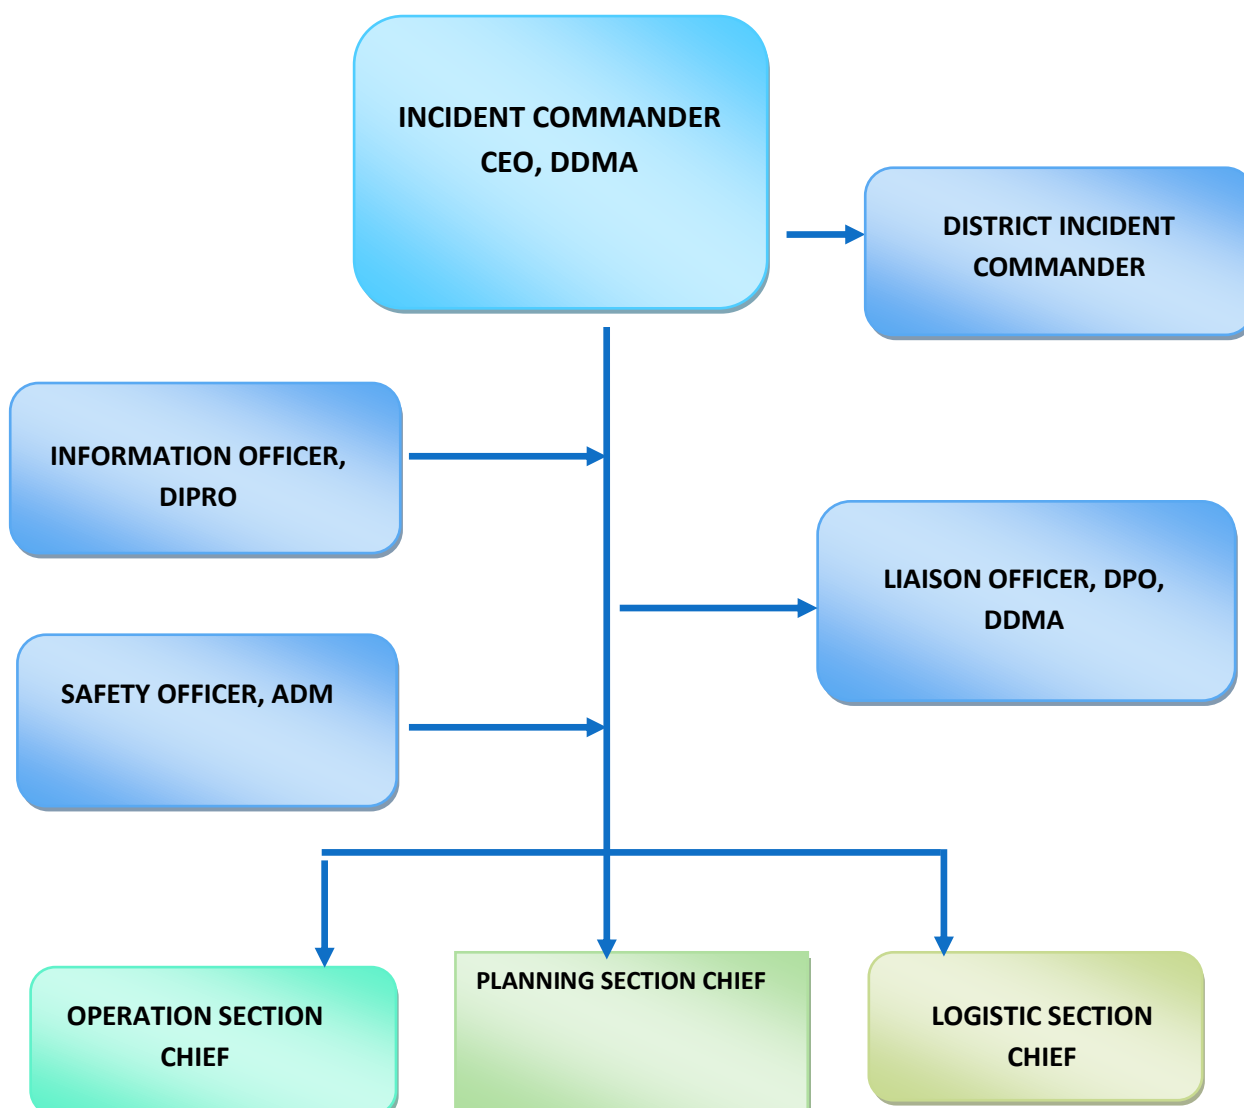 INCIDENT COMMANDER
CEO, DDMA
DISTRICT INCIDENT
COMMANDER
INFORMATION OFFICER,
DIPRO
LIAISON OFFICER, DPO,
DDMA
SAFETY OFFICER, ADM
OPERATION SECTION
CHIEF
PLANNING SECTION CHIEF
LOGISTIC SECTION
CHIEF